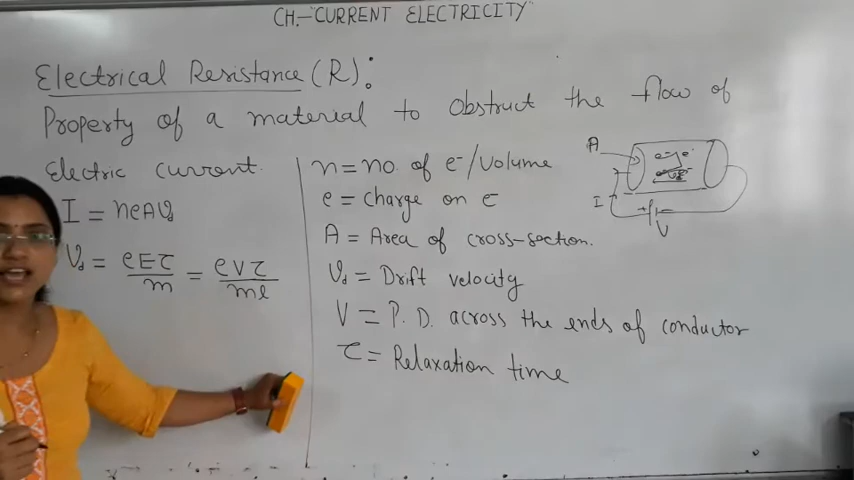 CH.-"CURRENT ELECTRICITY"
Electrical Resistance (R):
Property of a material to obstruct the flow of
Electric current.
I = neAVd
Vd = eEτ/m = eVτ/ml
n = no. of e⁻/volume
e = charge on e⁻
A = Area of cross-section.
Vd = Drift velocity
V = P.D. across the ends of conductor
τ = Relaxation time
A
e⁻ e⁻
I
+ -
V